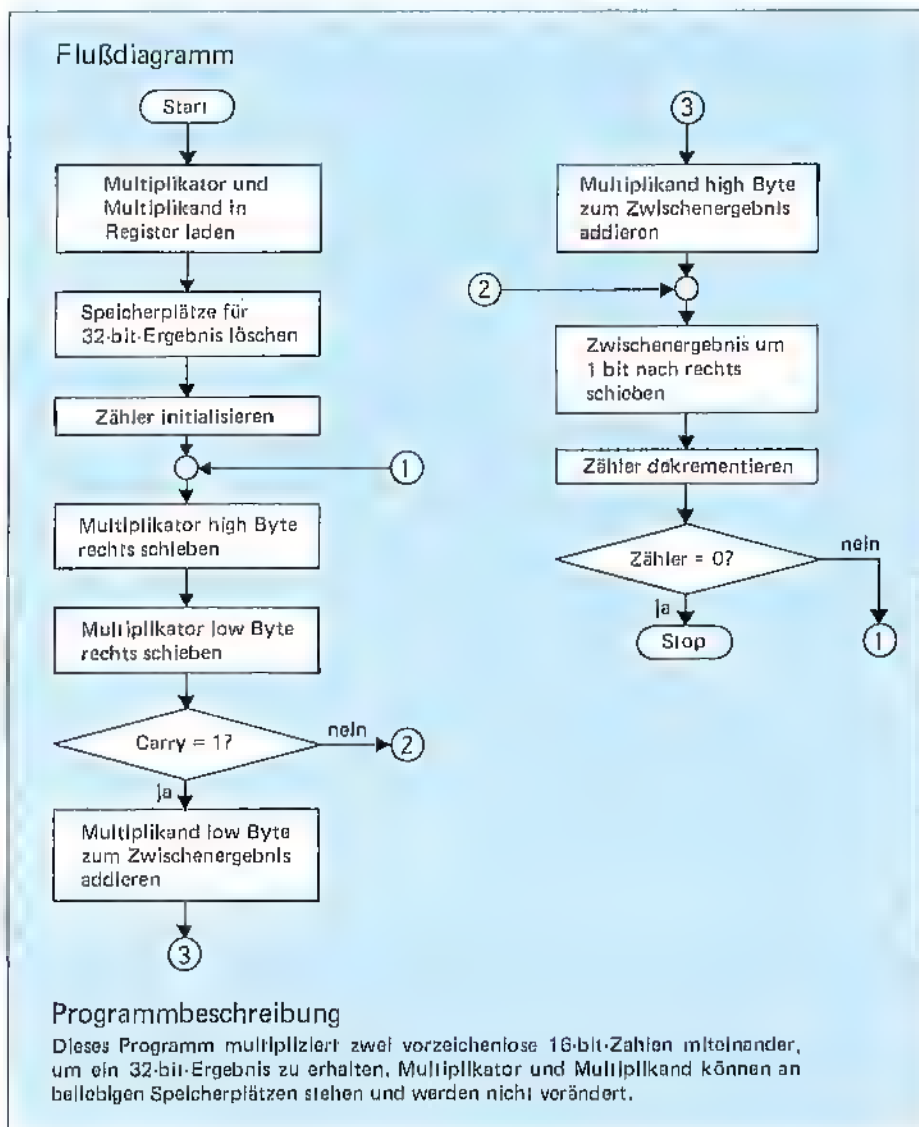 Flußdiagramm
Start
Multiplikator und
Multiplikand in
Register laden
Speicherplätze für
32-bit-Ergebnis löschen
Zähler initialisieren
1
Multiplikator high Byte
rechts schieben
Multiplikator low Byte
rechts schieben
Carry = 1?
nein
2
ja
Multiplikand low Byte
zum Zwischenergebnis
addieren
3
3
Multiplikand high Byte
zum Zwischenergebnis
addieren
2
Zwischenergebnis um
1 bit nach rechts
schieben
Zähler dekrementieren
Zähler = 0?
nein
ja
Stop
1
Programmbeschreibung
Dieses Programm multipliziert zwei vorzeichenlose 16-bit-Zahlen miteinander,
um ein 32-bit-Ergebnis zu erhalten. Multiplikator und Multiplikand können an
beliebigen Speicherplätzen stehen und werden nicht verändert.